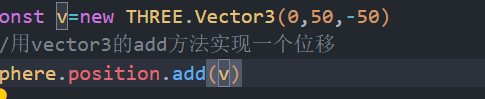 onst v=new THREE.Vector3(0,50,-50)
/用vector3的add方法实现一个位移
phere.position.add(v)